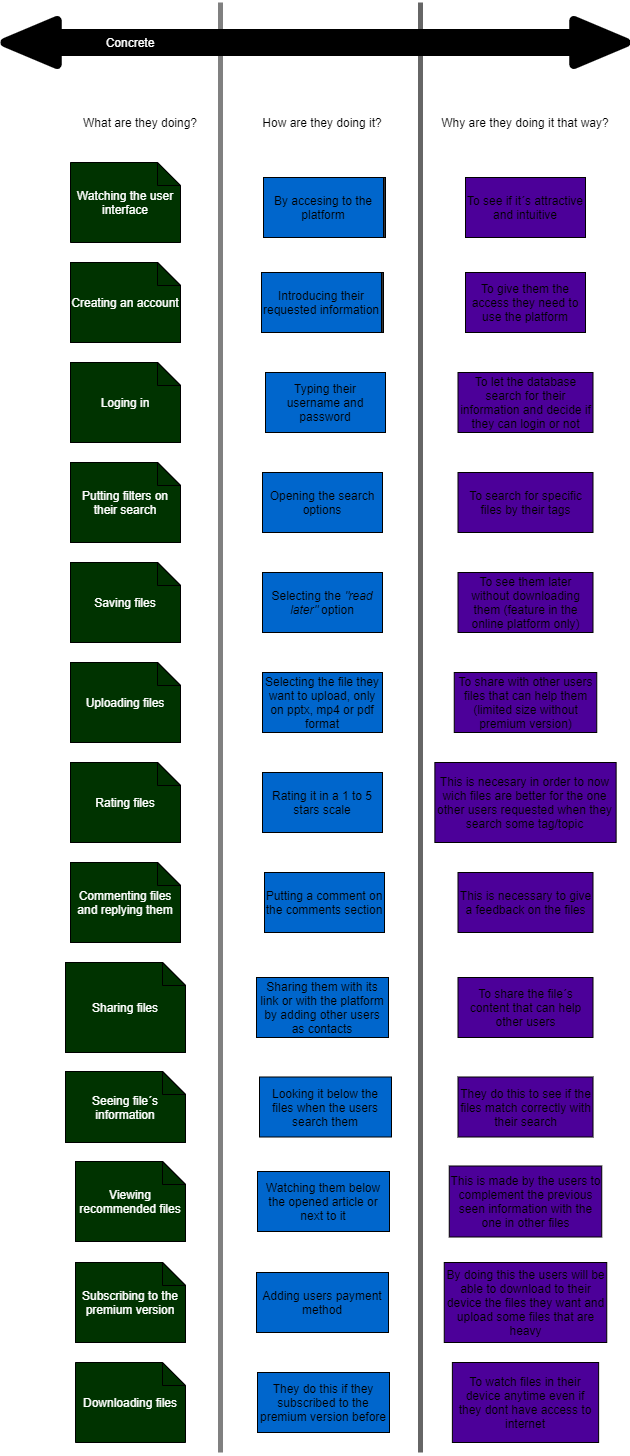 Concrete
What are they doing?
How are they doing it?
Why are they doing it that way?
Watching the user
interface
By accesing to the
platform
To see if it´s attractive
and intuitive
Creating an account
Introducing their
requested information
To give them the
access they need to
use the platform
Loging in
Typing their
username and
password
To let the database
search for their
information and decide if
they can login or not
Putting filters on
their search
Opening the search
options
To search for specific
files by their tags
Saving files
Selecting the "read
later" option
To see them later
without downloading
them (feature in the
online platform only)
Uploading files
Selecting the file they
want to upload, only
on pptx, mp4 or pdf
format
To share with other users
files that can help them
(limited size without
premium version)
Rating files
Rating it in a 1 to 5
stars scale
This is necesary in order to now
wich files are better for the one
other users requested when they
search some tag/topic
Commenting files
and replying them
Putting a comment on
the comments section
This is necessary to give
a feedback on the files
Sharing files
Sharing them with its
link or with the platform
by adding other users
as contacts
To share the file´s
content that can help
other users
Seeing file´s
information
Looking it below the
files when the users
search them
They do this to see if the
files match correctly with
their search
Viewing
recommended files
Watching them below
the opened article or
next to it
This is made by the users to
complement the previous
seen information with the
one in other files
Subscribing to the
premium version
Adding users payment
method
By doing this the users will be
able to download to their
device the files they want and
upload some files that are
heavy
Downloading files
They do this if they
subscribed to the
premium version before
To watch files in their
device anytime even if
they dont have access to
internet